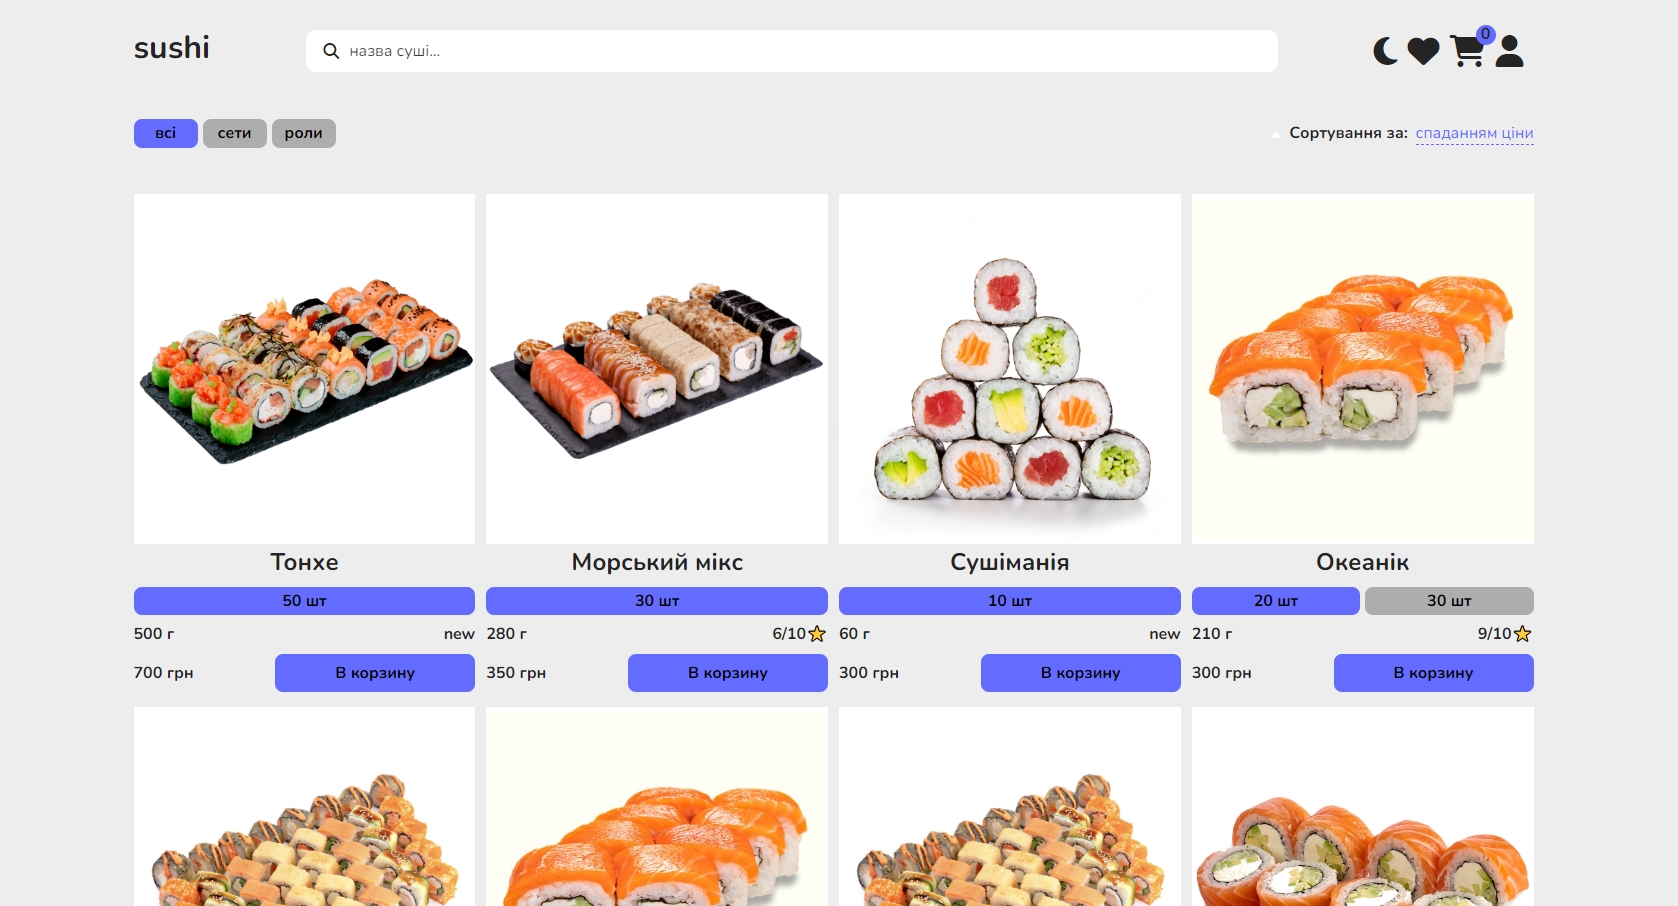 sushi
назва суші...
0
всі сети роли
Сортування за: спаданням ціни
Тонхе
50 шт
500 г new
700 грн В корзину
Морський мікс
30 шт
280 г 6/10
350 грн В корзину
Сушіманія
10 шт
60 г new
300 грн В корзину
Океанік
20 шт 30 шт
210 г 9/10
300 грн В корзину